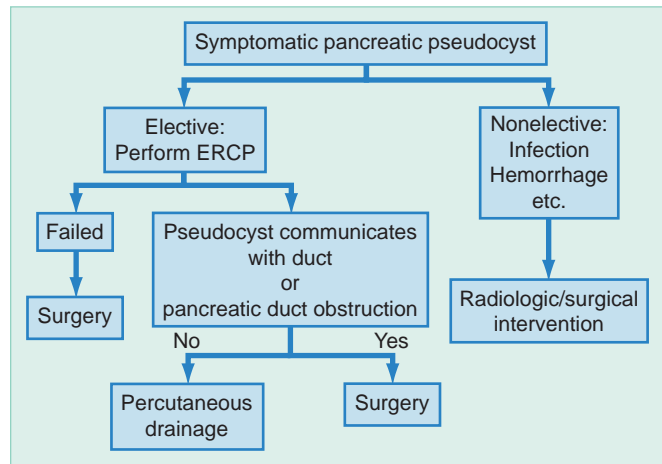 Symptomatic pancreatic pseudocyst
Elective:
Perform ERCP
Nonelective:
Infection
Hemorrhage
etc.
Failed
Pseudocyst communicates
with duct
or
pancreatic duct obstruction
Surgery
Radiologic/surgical
intervention
No
Yes
Percutaneous
drainage
Surgery